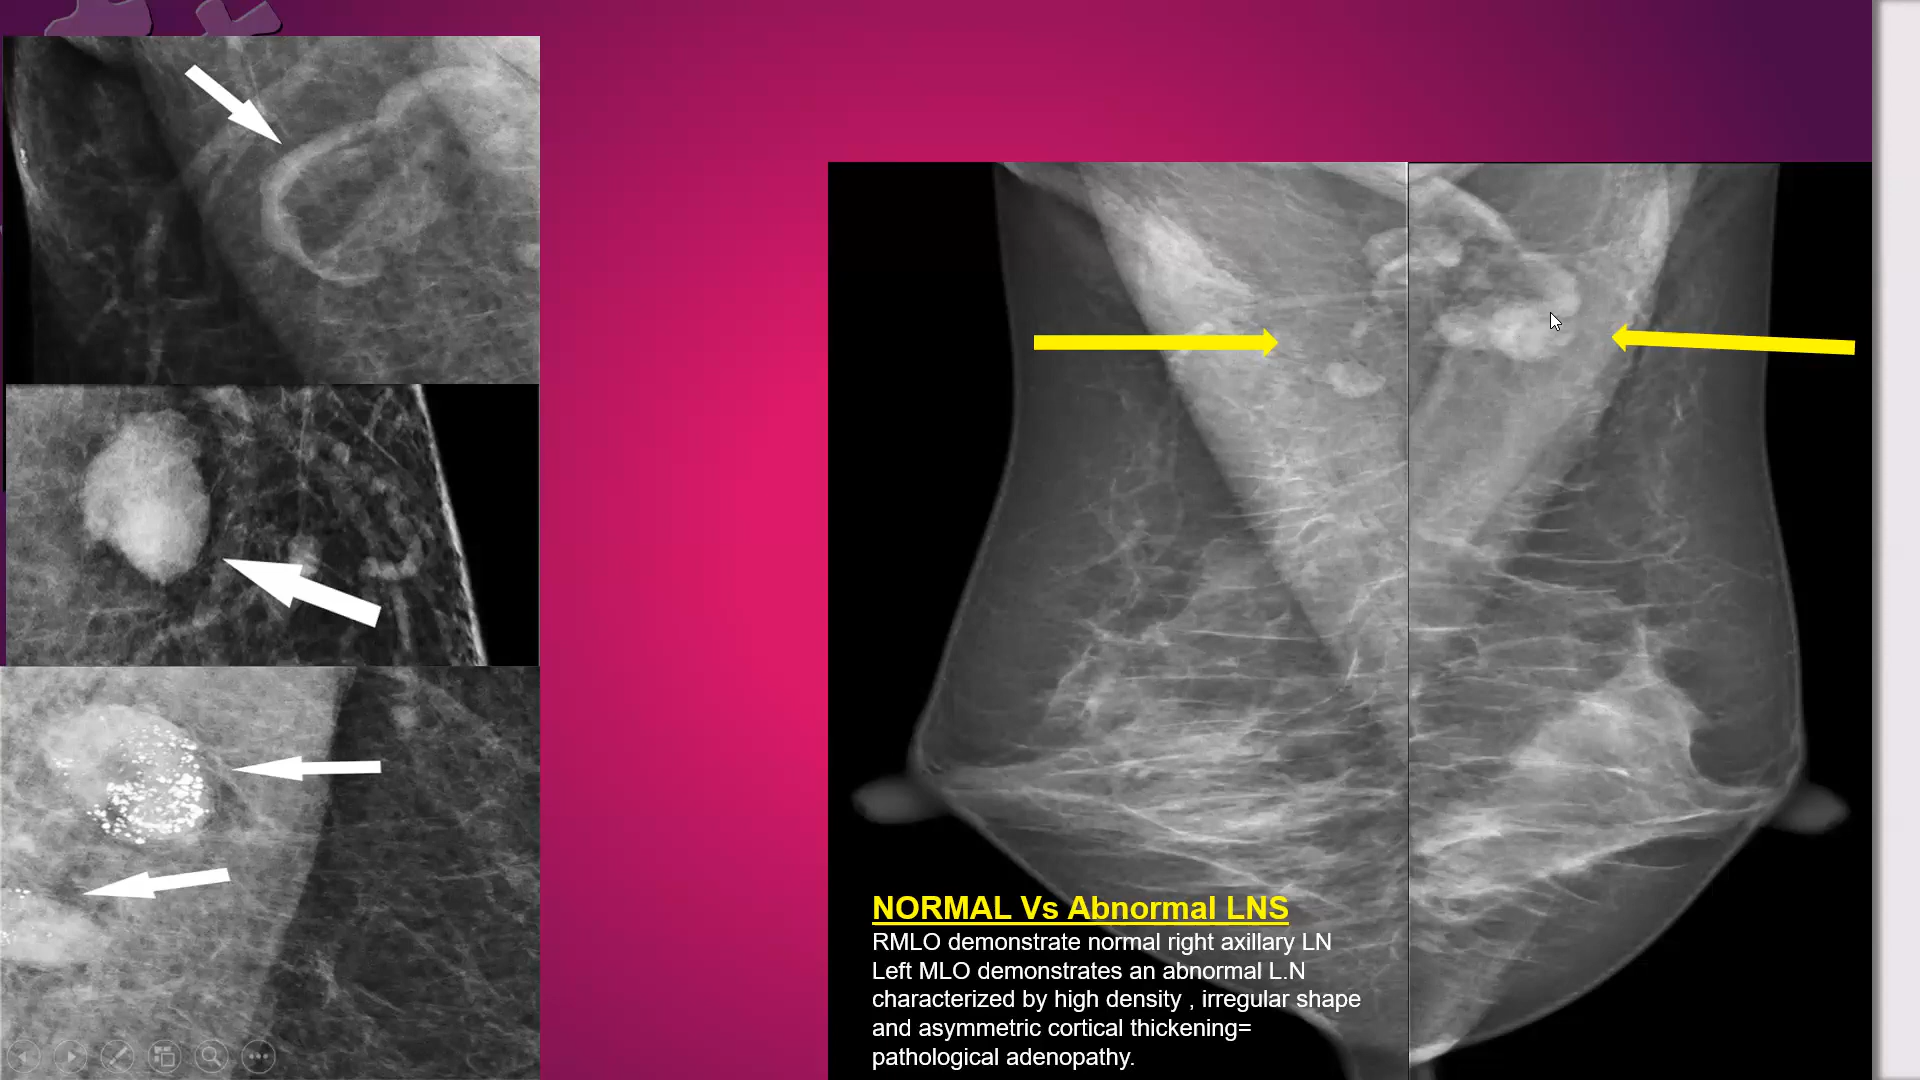 NORMAL Vs Abnormal LNS
RMLO demonstrate normal right axillary LN
Left MLO demonstrates an abnormal L.N
characterized by high density , irregular shape
and asymmetric cortical thickening=
pathological adenopathy.